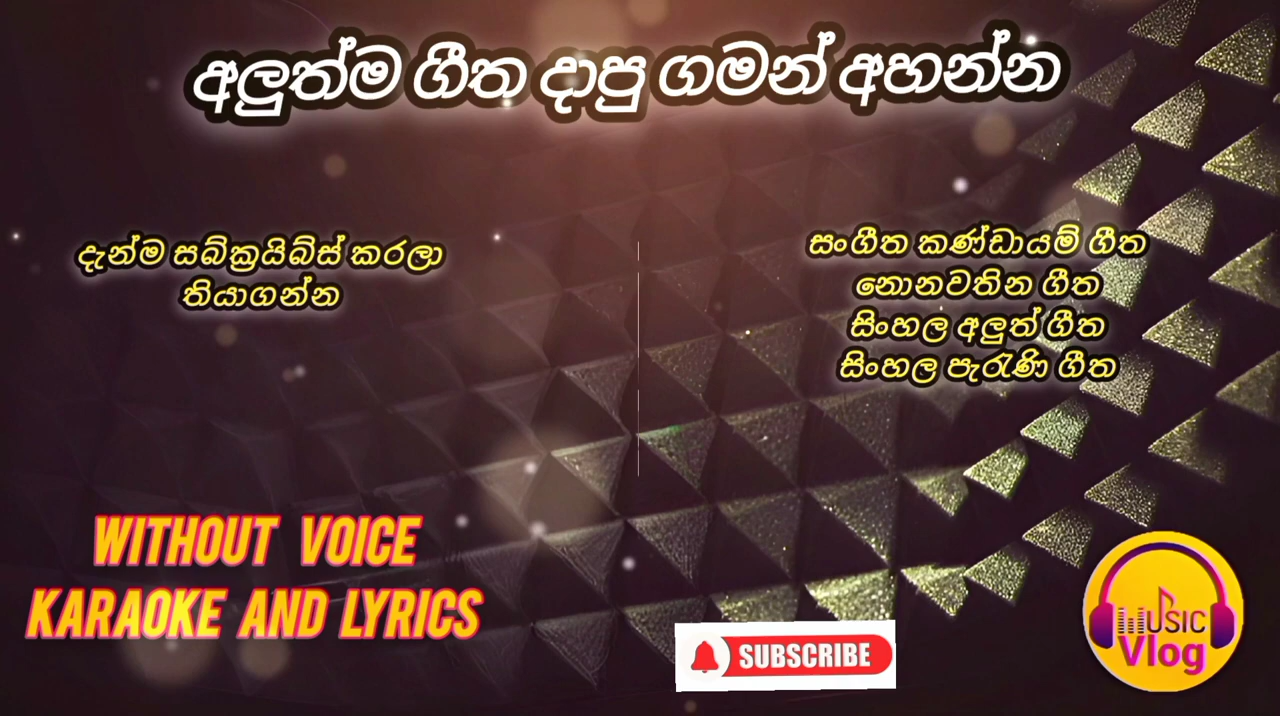 අලුත්ම ගීත දාපු ගමන් අහන්න
දැන්ම සබ්ක්‍රයිබ්ස් කරලා
තියාගන්න
සංගීත කණ්ඩායම් ගීත
නොනවතින ගීත
සිංහල අලුත් ගීත
සිංහල පැරැණි ගීත
WITHOUT VOICE
KARAOKE AND LYRICS
SUBSCRIBE
MUSIC
Vlog